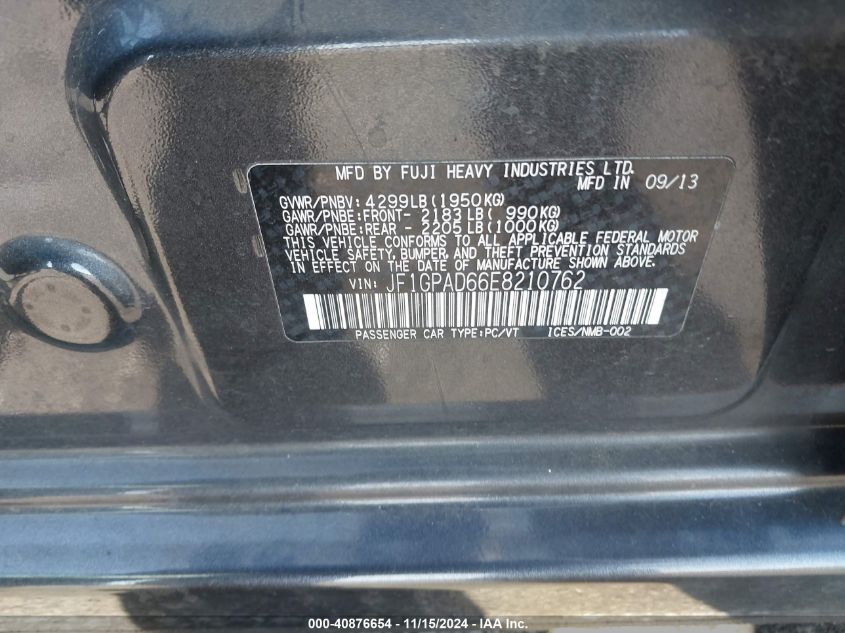 MFD BY FUJI HEAVY INDUSTRIES LTD.
MFD IN 09/13
GVWR/PNBV: 4299LB(1950KG)
GAWR/PNBE:FRONT- 2183LB( 990KG)
GAWR/PNBE:REAR - 2205LB(1000KG)
THIS VEHICLE CONFORMS TO ALL APPLICABLE FEDERAL MOTOR
VEHICLE SAFETY, BUMPER, AND THEFT PREVENTION STANDARDS
IN EFFECT ON THE DATE OF MANUFACTURE SHOWN ABOVE.
VIN: JF1GPAD66E8210762
PASSENGER CAR TYPE:PC/VT ICES/NMB-002
000-40876654 - 11/15/2024 - IAA Inc.